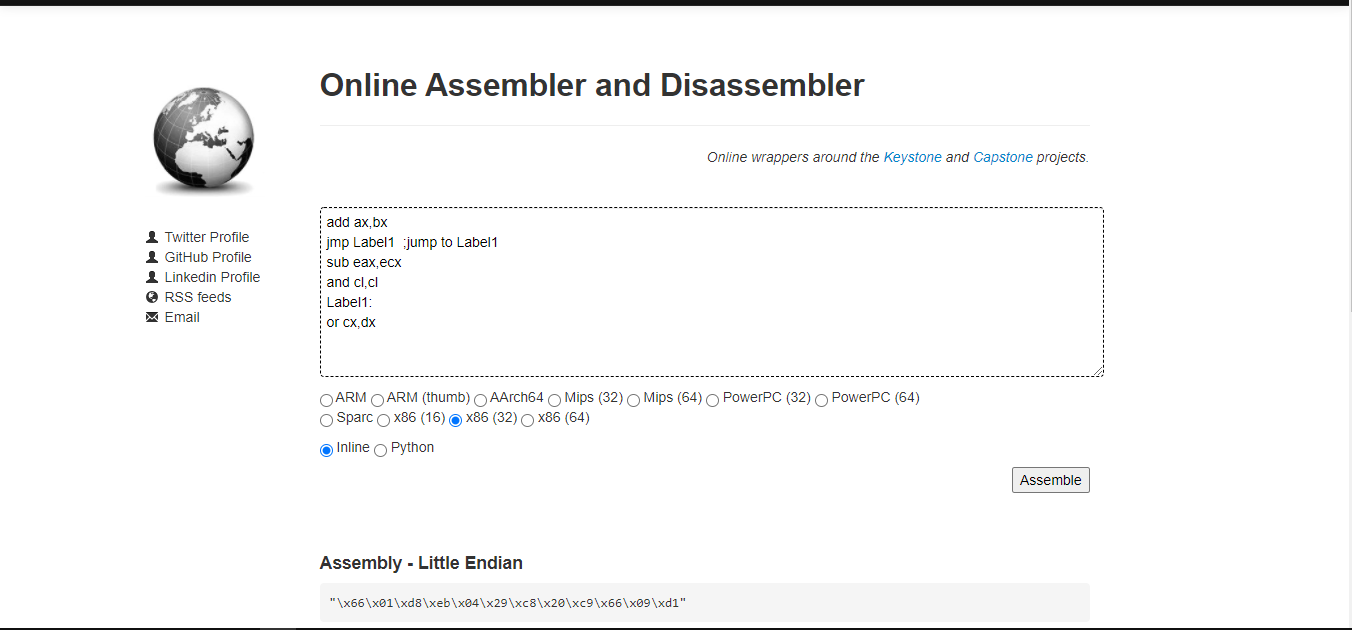 Online Assembler and Disassembler
Online wrappers around the Keystone and Capstone projects.
Twitter Profile
GitHub Profile
Linkedin Profile
RSS feeds
Email
add ax,bx
jmp Label1  ;jump to Label1
sub eax,ecx
and cl,cl
Label1:
or cx,dx
ARM ARM (thumb) AArch64 Mips (32) Mips (64) PowerPC (32) PowerPC (64)
Sparc x86 (16) x86 (32) x86 (64)
Inline Python
Assemble
Assembly - Little Endian
"\x66\x01\xd8\xeb\x04\x29\xc8\x20\xc9\x66\x09\xd1"